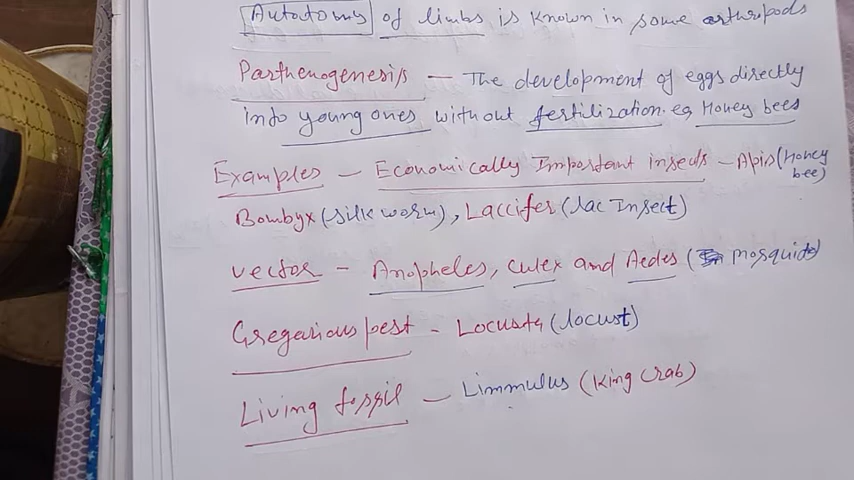 Autotomy of limbs is known in some arthropods
Parthenogenesis — The development of eggs directly
into young ones without fertilization. eg Honey bees
Examples — Economically Important insects — Apis (Honey bee)
Bombyx (silk worm), Laccifer (lac Insect)
Vector — Anopheles, Culex and Aedes (mosquito)
Gregarious pest - Locusta (locust)
Living fossil — Limmulus (King Crab)